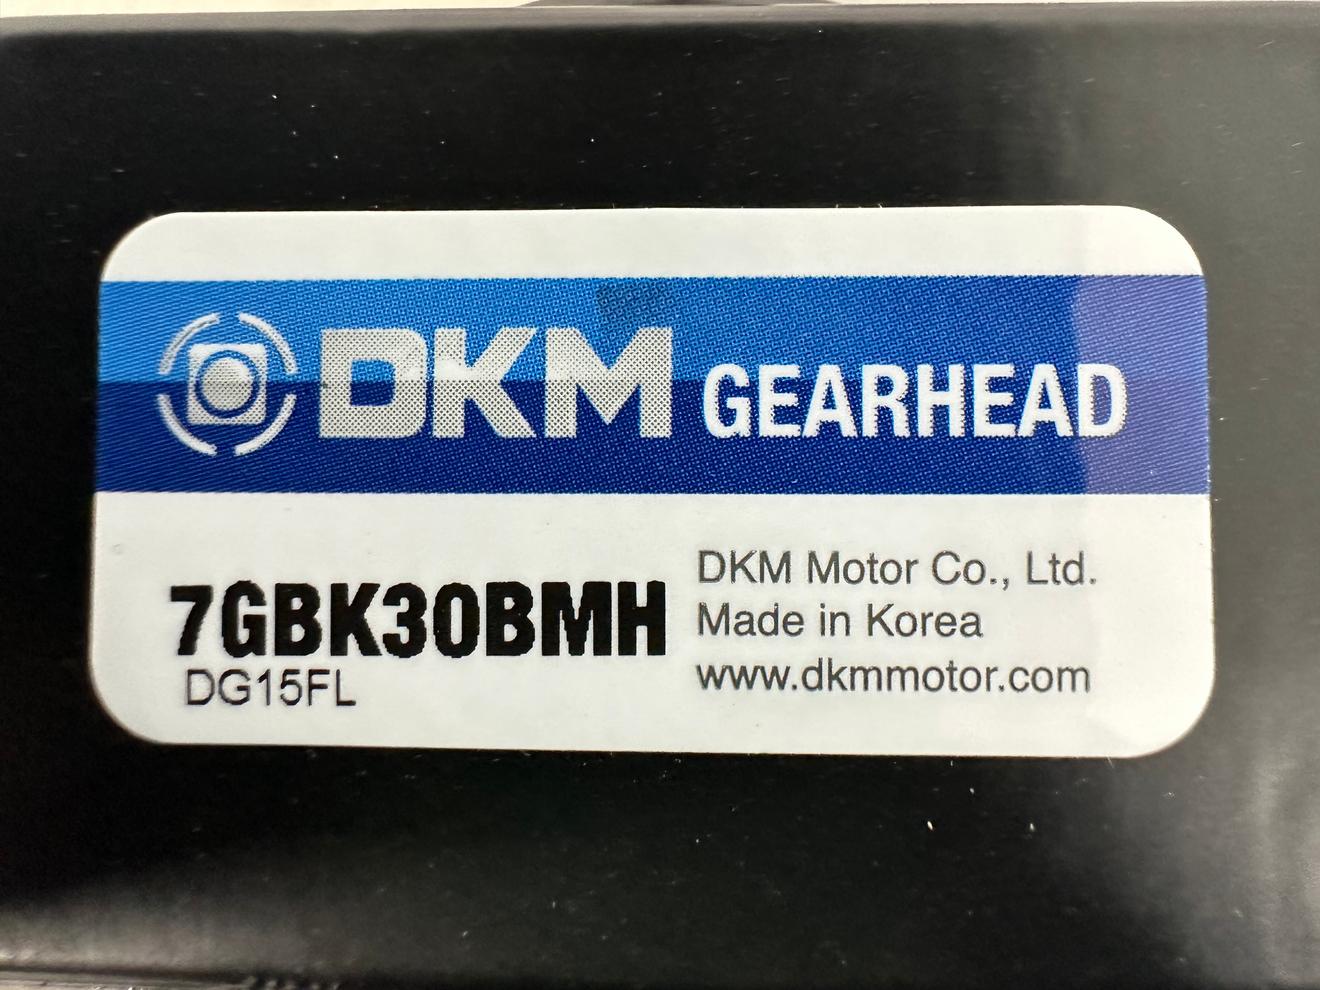 DKM GEARHEAD
7GBK30BMH
DG15FL
DKM Motor Co., Ltd.
Made in Korea
www.dkmmotor.com